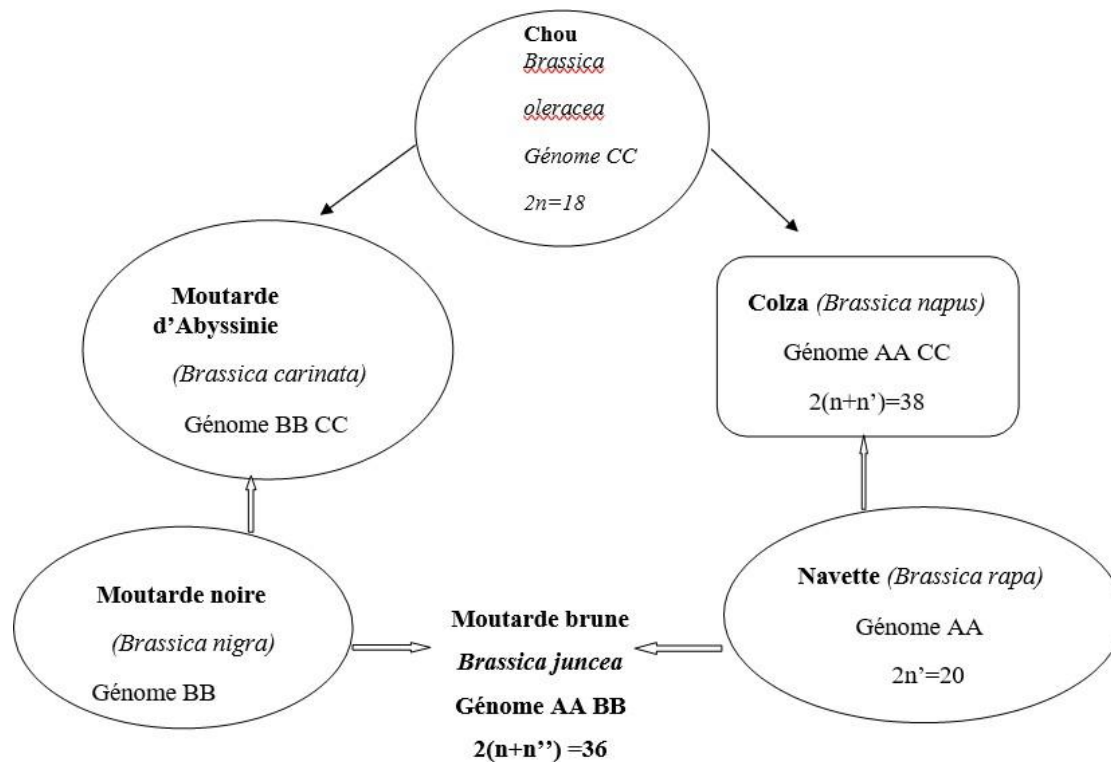 Chou
Brassica
oleracea
Génome CC
2n=18
Moutarde
d’Abyssinie
(Brassica carinata)
Génome BB CC
Colza (Brassica napus)
Génome AA CC
2(n+n’)=38
Moutarde noire
(Brassica nigra)
Génome BB
Moutarde brune
Brassica juncea
Génome AA BB
2(n+n’’) =36
Navette (Brassica rapa)
Génome AA
2n’=20